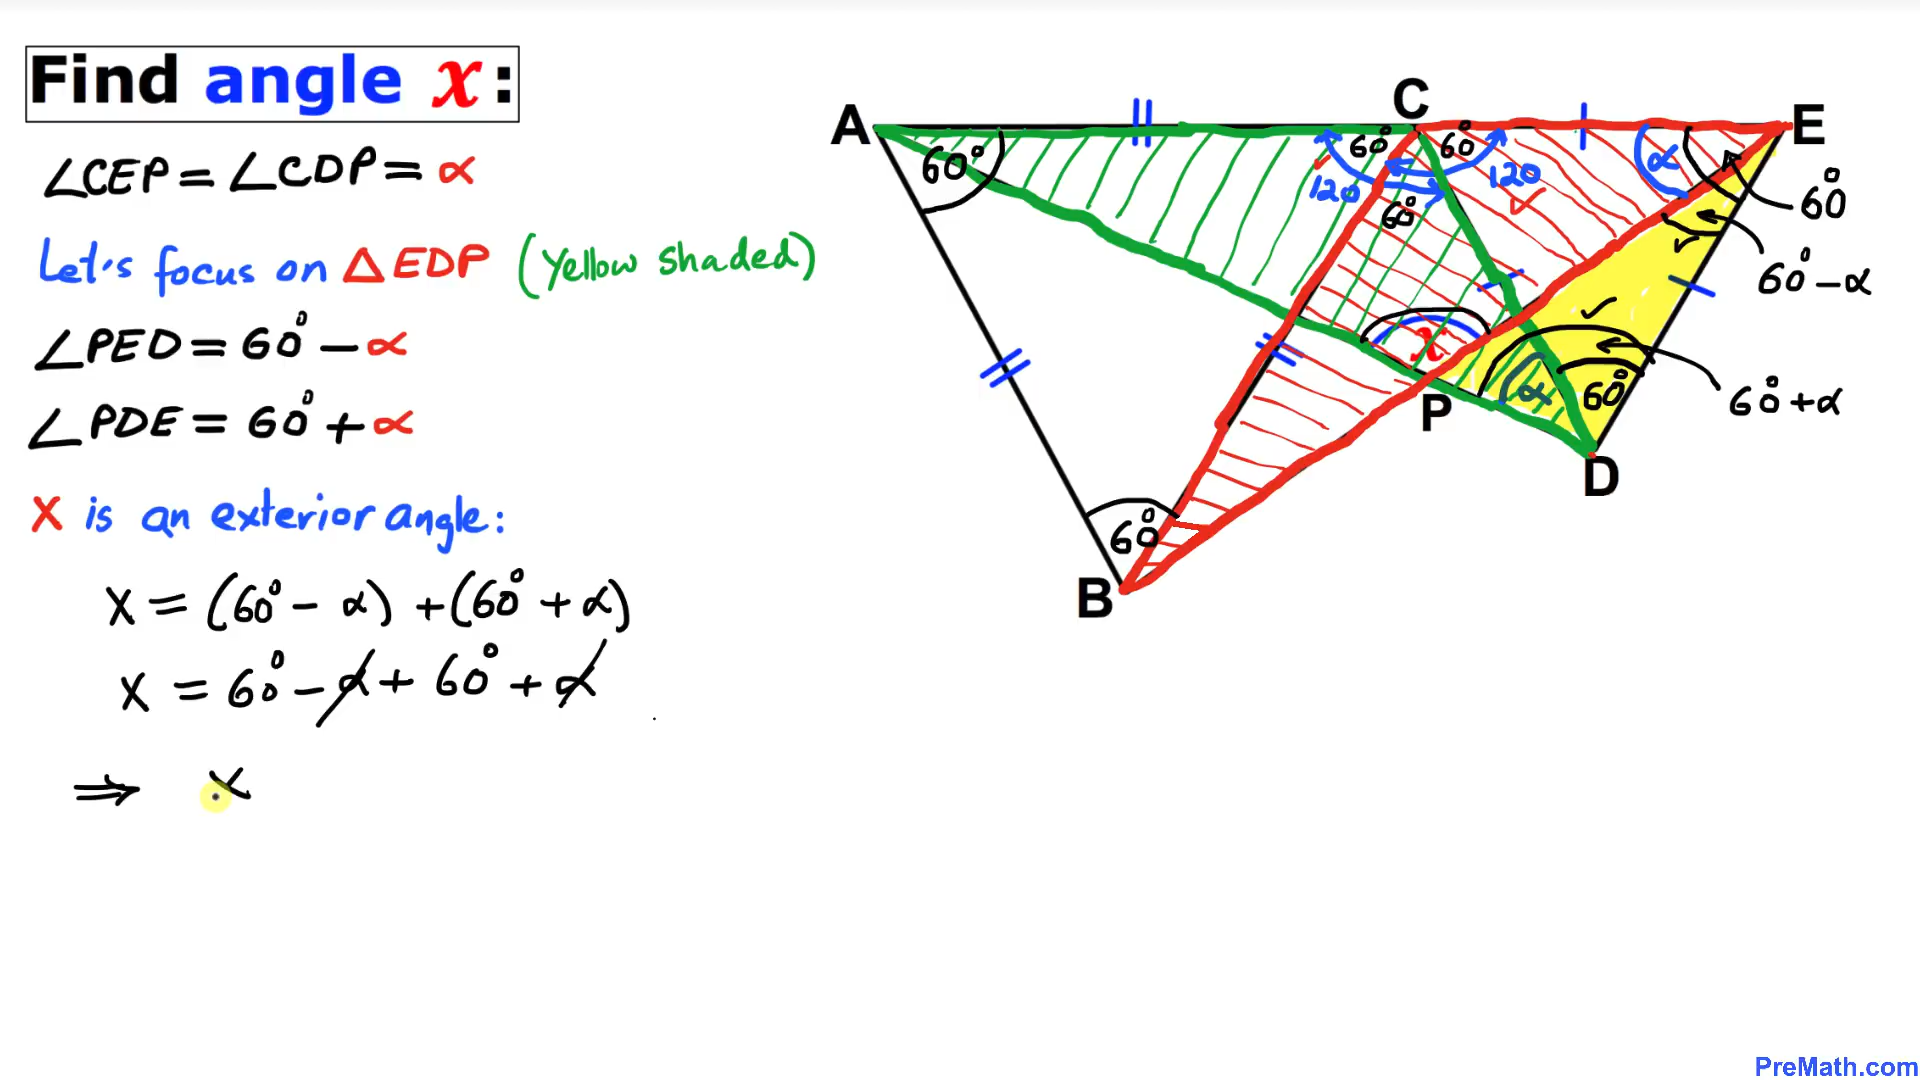 Find angle x:
∠CEP = ∠CDP = α
Let's focus on △EDP (Yellow shaded)
∠PED = 60° − α
∠PDE = 60° + α
X is an exterior angle:
X = (60° − α) + (60° + α)
X = 60° − α + 60° + α
⇒ x
A
C
E
60°
60°
60°
α
120
120
60°
60°
60° − α
x
P
α
60°
60° + α
D
60°
B
PreMath.com